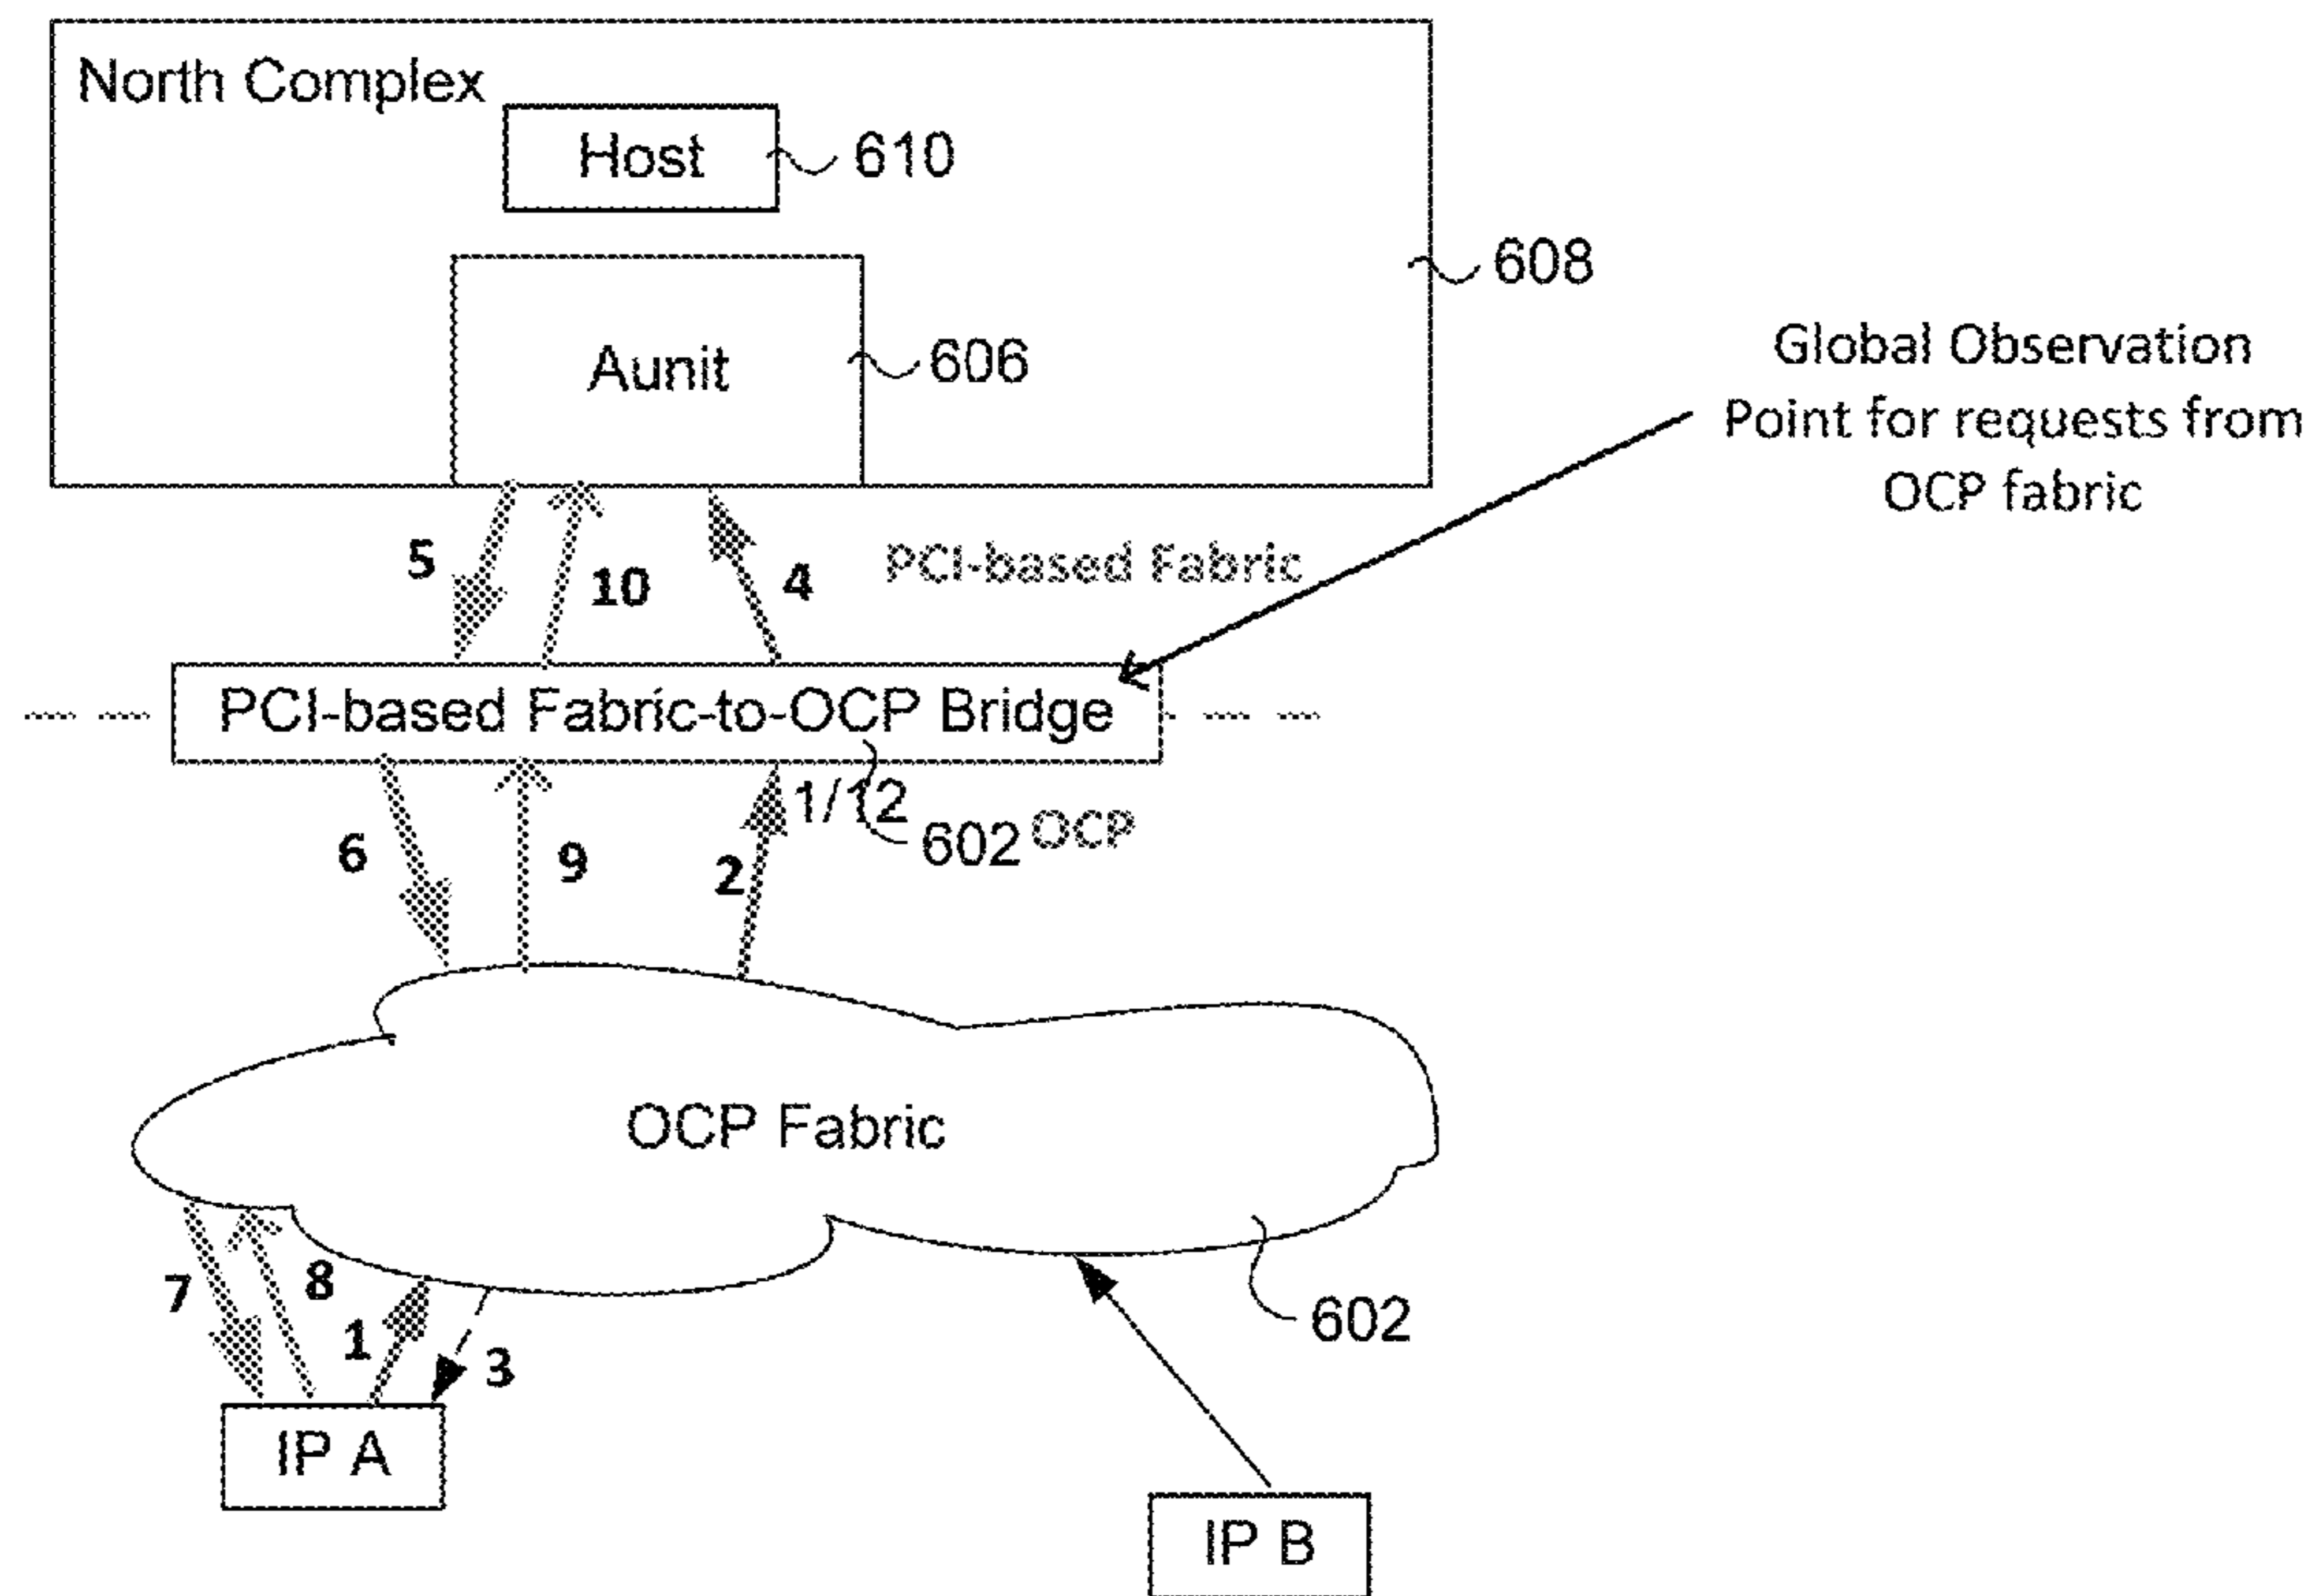 North Complex
Host
610
608
Aunit
606
Global Observation
Point for requests from
OCP fabric
5
10
4
PCI-based Fabric
PCI-based Fabric-to-OCP Bridge
1/12
602
OCP
6
9
2
OCP Fabric
7
8
1
3
602
IP A
IP B